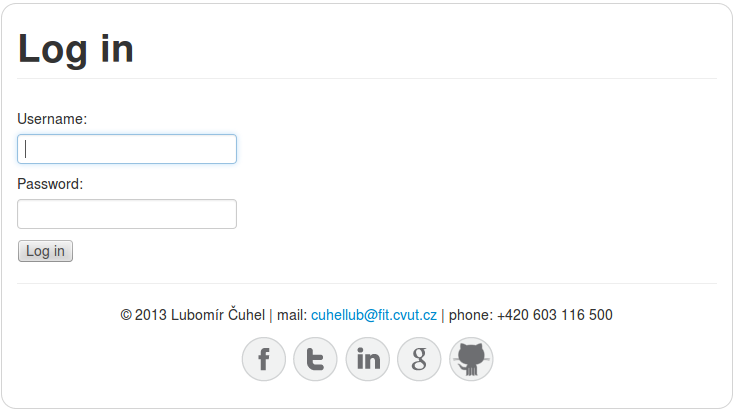 Log in
Username:
Password:
Log in
© 2013 Lubomír Čuhel | mail: cuhellub@fit.cvut.cz | phone: +420 603 116 500